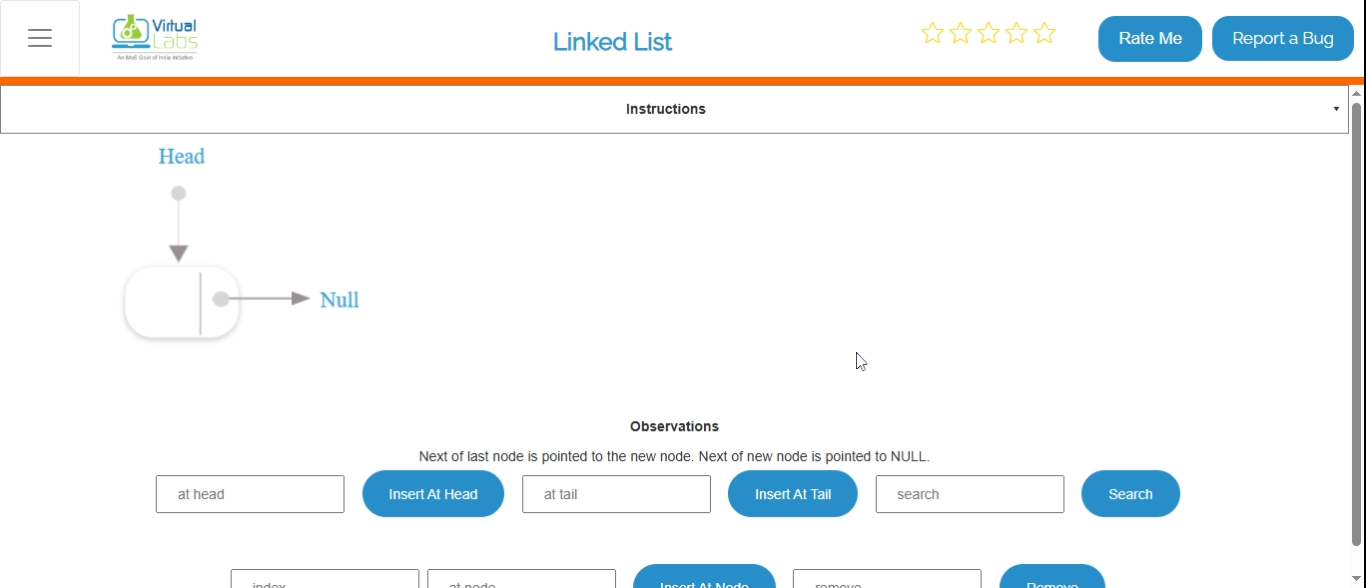 Virtual
Labs
An MoE Govt of India Initiative
Linked List
Rate Me
Report a Bug
Instructions
Head
Null
Observations
Next of last node is pointed to the new node. Next of new node is pointed to NULL.
at head
Insert At Head
at tail
Insert At Tail
search
Search
index
at node
Insert At Node
remove
Remove